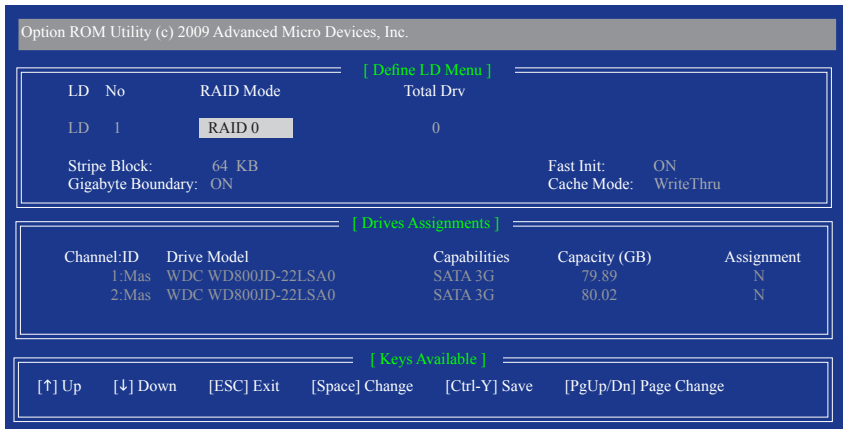 Option ROM Utility (c) 2009 Advanced Micro Devices, Inc.
[ Define LD Menu ]
LD No RAID Mode Total Drv
LD 1 RAID 0 0
Stripe Block: 64 KB Fast Init: ON
Gigabyte Boundary: ON Cache Mode: WriteThru
[ Drives Assignments ]
Channel:ID Drive Model Capabilities Capacity (GB) Assignment
1:Mas WDC WD800JD-22LSA0 SATA 3G 79.89 N
2:Mas WDC WD800JD-22LSA0 SATA 3G 80.02 N
[ Keys Available ]
[↑] Up [↓] Down [ESC] Exit [Space] Change [Ctrl-Y] Save [PgUp/Dn] Page Change